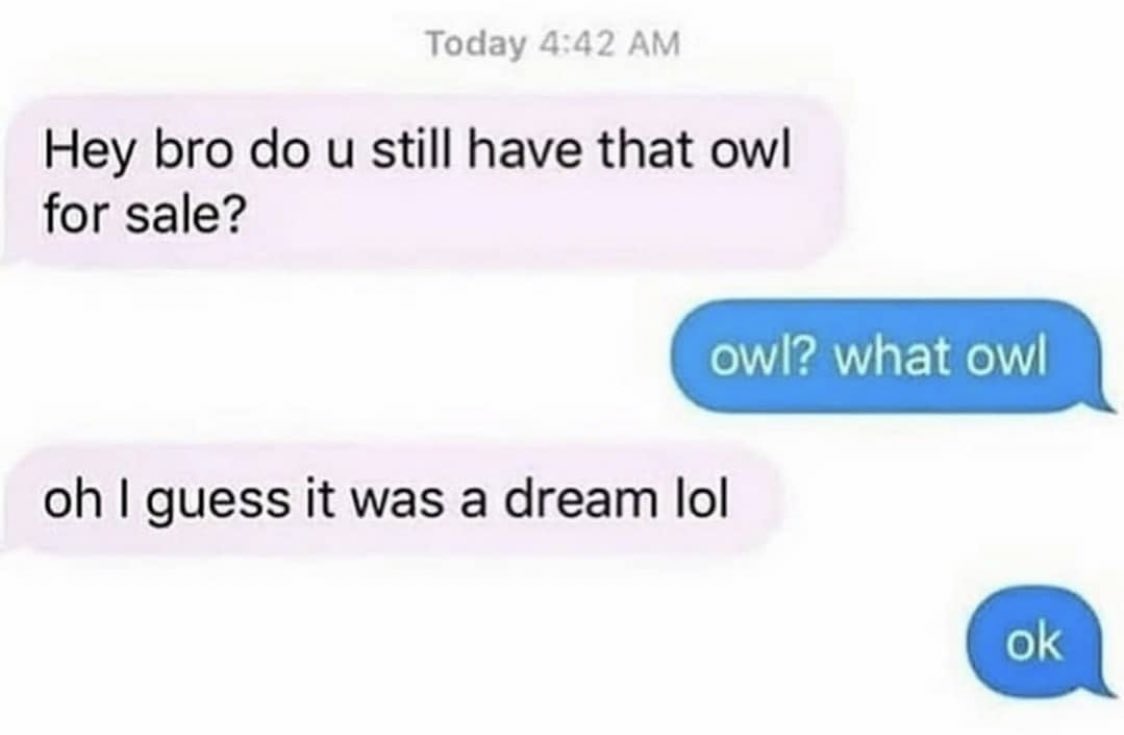 Today 4:42 AM
Hey bro do u still have that owl
for sale?
owl? what owl
oh I guess it was a dream lol
ok